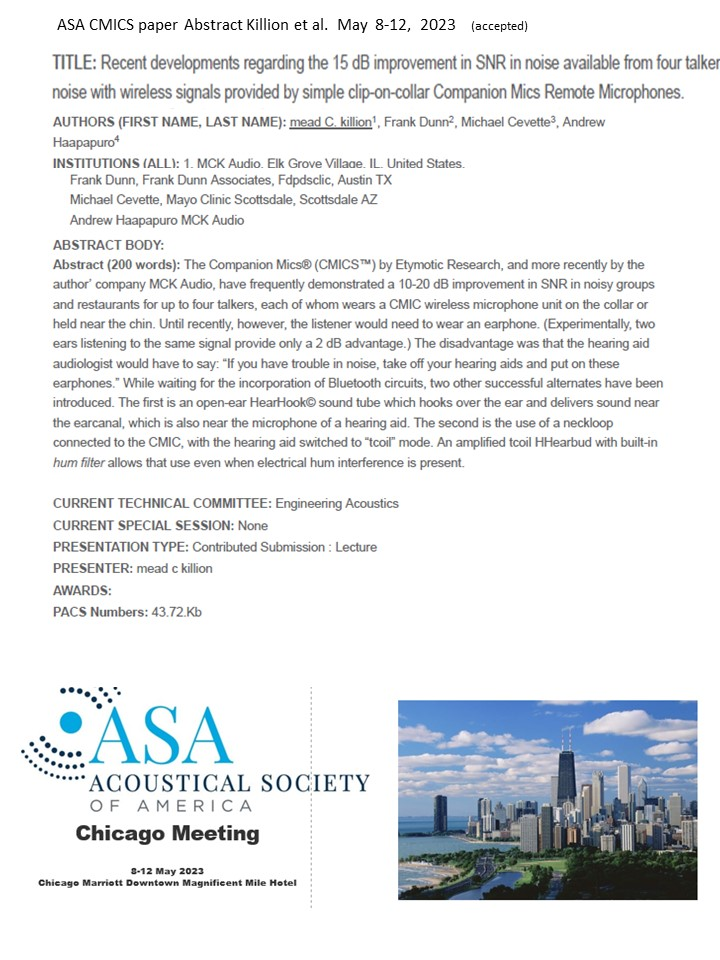 ASA CMICS paper Abstract Killion et al. May 8-12, 2023 (accepted)
TITLE: Recent developments regarding the 15 dB improvement in SNR in noise available from four talker
noise with wireless signals provided by simple clip-on-collar Companion Mics Remote Microphones.
AUTHORS (FIRST NAME, LAST NAME): mead C. killion¹, Frank Dunn², Michael Cevette³, Andrew
Haapapuro⁴
INSTITUTIONS (ALL): 1. MCK Audio, Elk Grove Village, IL, United States.
Frank Dunn, Frank Dunn Associates, Fdpdsclic, Austin TX
Michael Cevette, Mayo Clinic Scottsdale, Scottsdale AZ
Andrew Haapapuro MCK Audio
ABSTRACT BODY:
Abstract (200 words): The Companion Mics® (CMICS™) by Etymotic Research, and more recently by the
author’ company MCK Audio, have frequently demonstrated a 10-20 dB improvement in SNR in noisy groups
and restaurants for up to four talkers, each of whom wears a CMIC wireless microphone unit on the collar or
held near the chin. Until recently, however, the listener would need to wear an earphone. (Experimentally, two
ears listening to the same signal provide only a 2 dB advantage.) The disadvantage was that the hearing aid
audiologist would have to say: “If you have trouble in noise, take off your hearing aids and put on these
earphones.” While waiting for the incorporation of Bluetooth circuits, two other successful alternates have been
introduced. The first is an open-ear HearHook© sound tube which hooks over the ear and delivers sound near
the earcanal, which is also near the microphone of a hearing aid. The second is the use of a neckloop
connected to the CMIC, with the hearing aid switched to “tcoil” mode. An amplified tcoil HHearbud with built-in
hum filter allows that use even when electrical hum interference is present.
CURRENT TECHNICAL COMMITTEE: Engineering Acoustics
CURRENT SPECIAL SESSION: None
PRESENTATION TYPE: Contributed Submission : Lecture
PRESENTER: mead c killion
AWARDS:
PACS Numbers: 43.72.Kb
ASA
ACOUSTICAL SOCIETY
OF AMERICA
Chicago Meeting
8-12 May 2023
Chicago Marriott Downtown Magnificent Mile Hotel